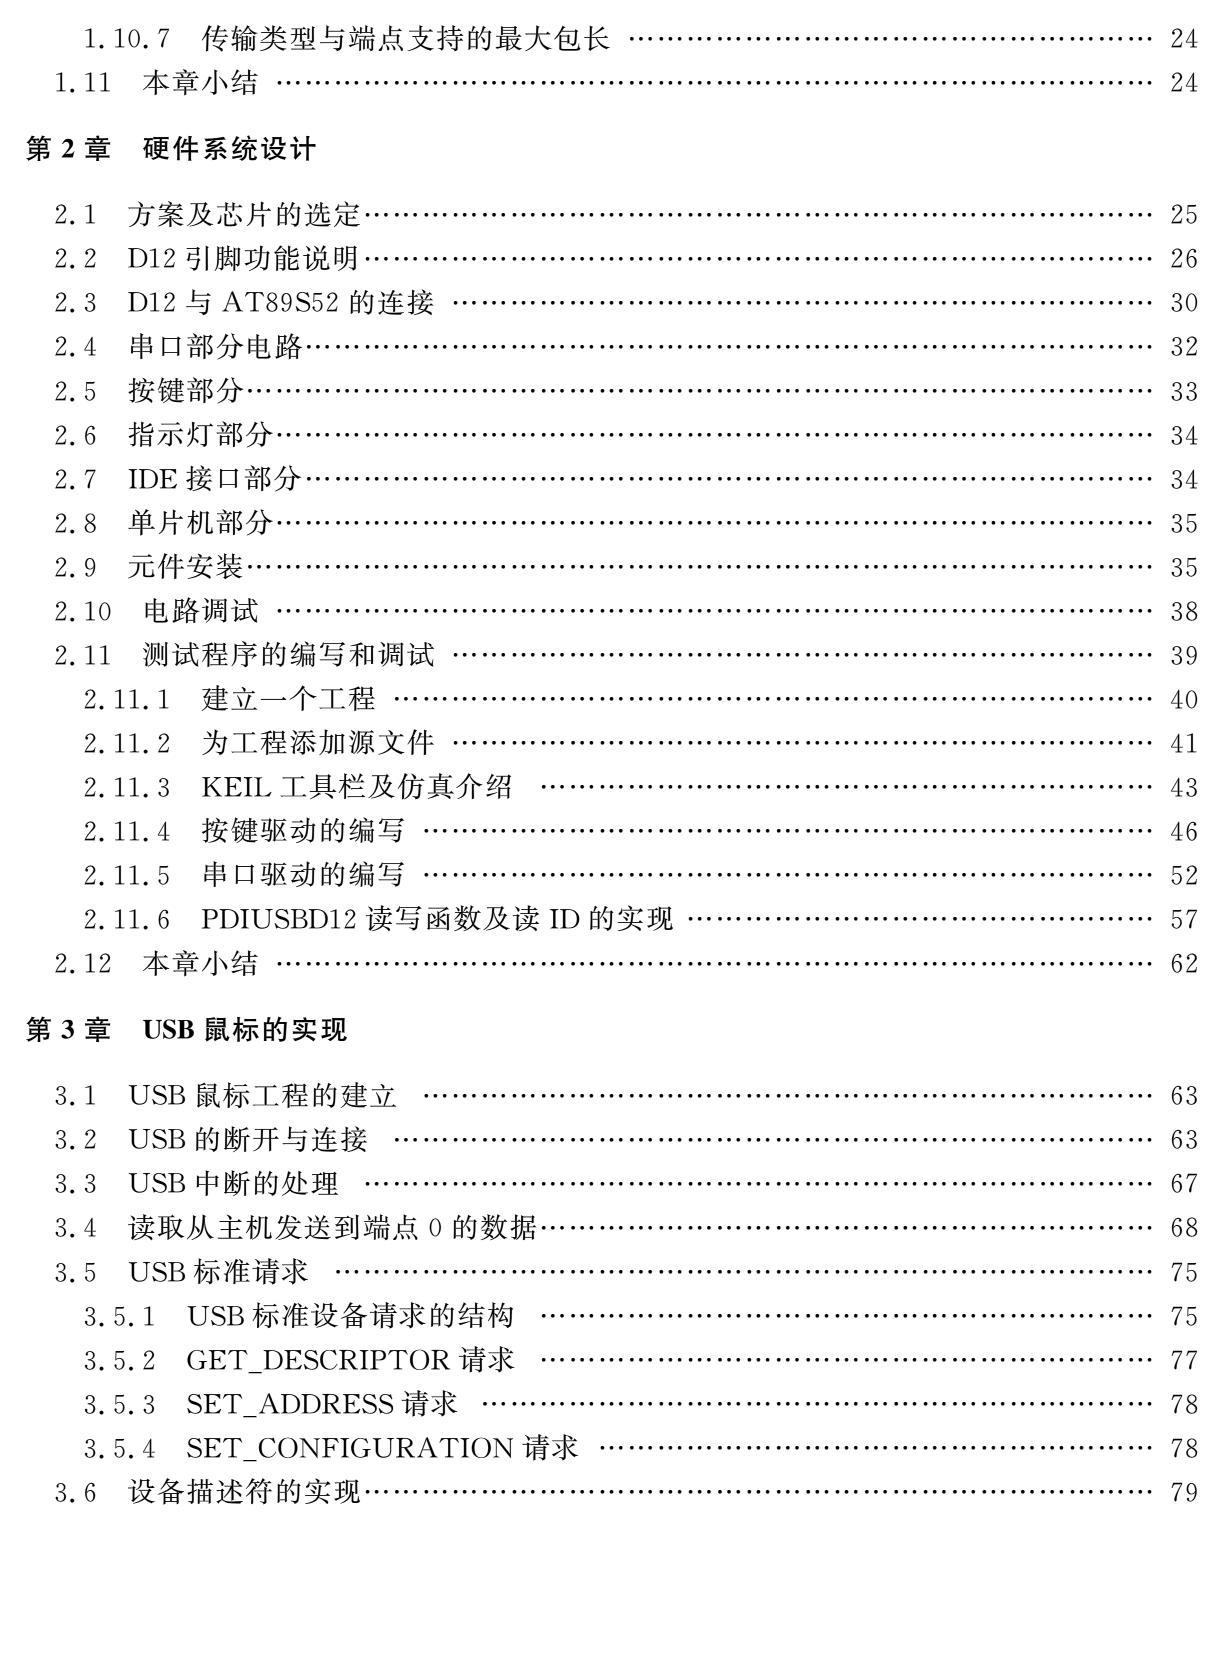 1.10.7 传输类型与端点支持的最大包长 …… 24
1.11 本章小结 …… 24
第 2 章 硬件系统设计
2.1 方案及芯片的选定 …… 25
2.2 D12 引脚功能说明 …… 26
2.3 D12 与 AT89S52 的连接 …… 30
2.4 串口部分电路 …… 32
2.5 按键部分 …… 33
2.6 指示灯部分 …… 34
2.7 IDE 接口部分 …… 34
2.8 单片机部分 …… 35
2.9 元件安装 …… 35
2.10 电路调试 …… 38
2.11 测试程序的编写和调试 …… 39
2.11.1 建立一个工程 …… 40
2.11.2 为工程添加源文件 …… 41
2.11.3 KEIL 工具栏及仿真介绍 …… 43
2.11.4 按键驱动的编写 …… 46
2.11.5 串口驱动的编写 …… 52
2.11.6 PDIUSBD12 读写函数及读 ID 的实现 …… 57
2.12 本章小结 …… 62
第 3 章 USB 鼠标的实现
3.1 USB 鼠标工程的建立 …… 63
3.2 USB 的断开与连接 …… 63
3.3 USB 中断的处理 …… 67
3.4 读取从主机发送到端点 0 的数据 …… 68
3.5 USB 标准请求 …… 75
3.5.1 USB 标准设备请求的结构 …… 75
3.5.2 GET_DESCRIPTOR 请求 …… 77
3.5.3 SET_ADDRESS 请求 …… 78
3.5.4 SET_CONFIGURATION 请求 …… 78
3.6 设备描述符的实现 …… 79